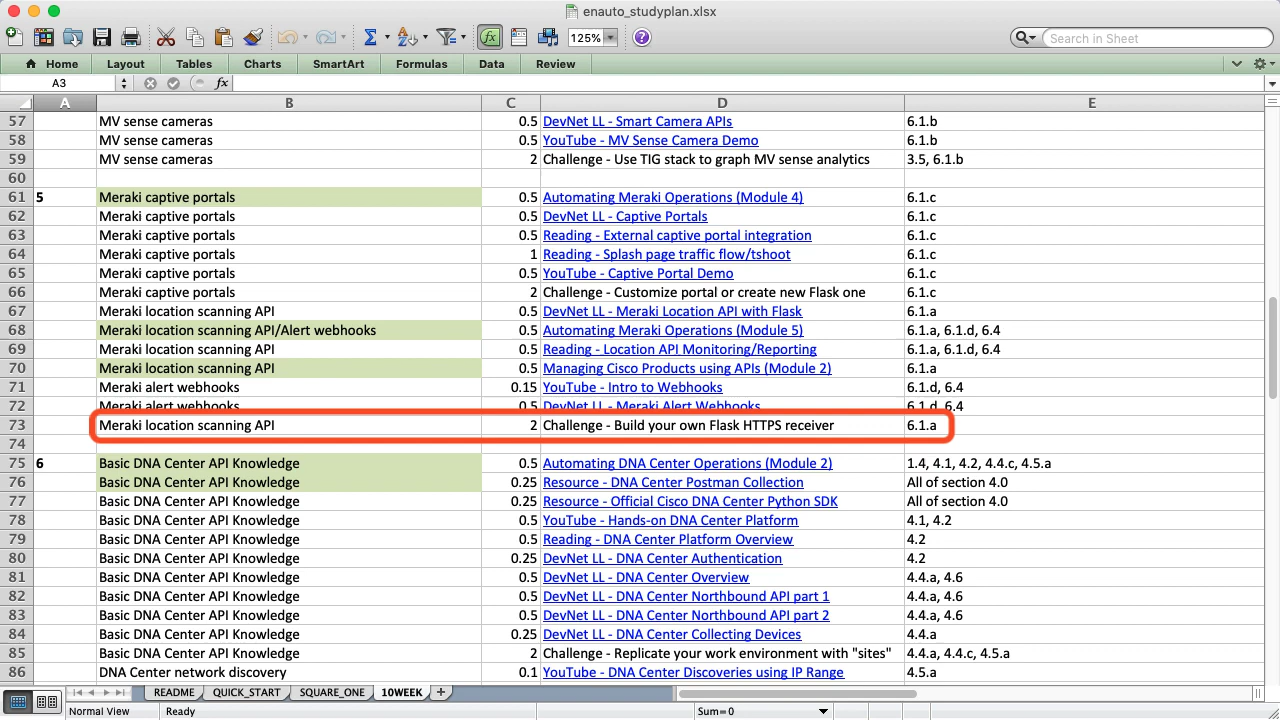 enauto_studyplan.xlsx
125%
Search in Sheet
Home Layout Tables Charts SmartArt Formulas Data Review
A3 fx
A B C D E
57 MV sense cameras 0.5 DevNet LL - Smart Camera APIs 6.1.b
58 MV sense cameras 0.5 YouTube - MV Sense Camera Demo 6.1.b
59 MV sense cameras 2 Challenge - Use TIG stack to graph MV sense analytics 3.5, 6.1.b
60
61 5 Meraki captive portals 0.5 Automating Meraki Operations (Module 4) 6.1.c
62 Meraki captive portals 0.5 DevNet LL - Captive Portals 6.1.c
63 Meraki captive portals 0.5 Reading - External captive portal integration 6.1.c
64 Meraki captive portals 1 Reading - Splash page traffic flow/tshoot 6.1.c
65 Meraki captive portals 0.5 YouTube - Captive Portal Demo 6.1.c
66 Meraki captive portals 2 Challenge - Customize portal or create new Flask one 6.1.c
67 Meraki location scanning API 0.5 DevNet LL - Meraki Location API with Flask 6.1.a
68 Meraki location scanning API/Alert webhooks 0.5 Automating Meraki Operations (Module 5) 6.1.a, 6.1.d, 6.4
69 Meraki location scanning API 0.5 Reading - Location API Monitoring/Reporting 6.1.a, 6.1.d, 6.4
70 Meraki location scanning API 0.5 Managing Cisco Products using APIs (Module 2) 6.1.a
71 Meraki alert webhooks 0.15 YouTube - Intro to Webhooks 6.1.d, 6.4
72 Meraki alert webhooks 0.5 DevNet LL - Meraki Alert Webhooks 6.1.d, 6.4
73 Meraki location scanning API 2 Challenge - Build your own Flask HTTPS receiver 6.1.a
74
75 6 Basic DNA Center API Knowledge 0.5 Automating DNA Center Operations (Module 2) 1.4, 4.1, 4.2, 4.4.c, 4.5.a
76 Basic DNA Center API Knowledge 0.25 Resource - DNA Center Postman Collection All of section 4.0
77 Basic DNA Center API Knowledge 0.25 Resource - Official Cisco DNA Center Python SDK All of section 4.0
78 Basic DNA Center API Knowledge 0.5 YouTube - Hands-on DNA Center Platform 4.1, 4.2
79 Basic DNA Center API Knowledge 0.5 Reading - DNA Center Platform Overview 4.2
80 Basic DNA Center API Knowledge 0.25 DevNet LL - DNA Center Authentication 4.2
81 Basic DNA Center API Knowledge 0.5 DevNet LL - DNA Center Overview 4.4.a, 4.6
82 Basic DNA Center API Knowledge 0.5 DevNet LL - DNA Center Northbound API part 1 4.4.a, 4.6
83 Basic DNA Center API Knowledge 0.5 DevNet LL - DNA Center Northbound API part 2 4.4.a, 4.6
84 Basic DNA Center API Knowledge 0.25 DevNet LL - DNA Center Collecting Devices 4.4.a
85 Basic DNA Center API Knowledge 2 Challenge - Replicate your work environment with "sites" 4.4.a, 4.4.c, 4.5.a
86 DNA Center network discovery 0.1 YouTube - DNA Center Discoveries using IP Range 4.5.a
README QUICK_START SQUARE_ONE 10WEEK +
Normal View Ready Sum=0